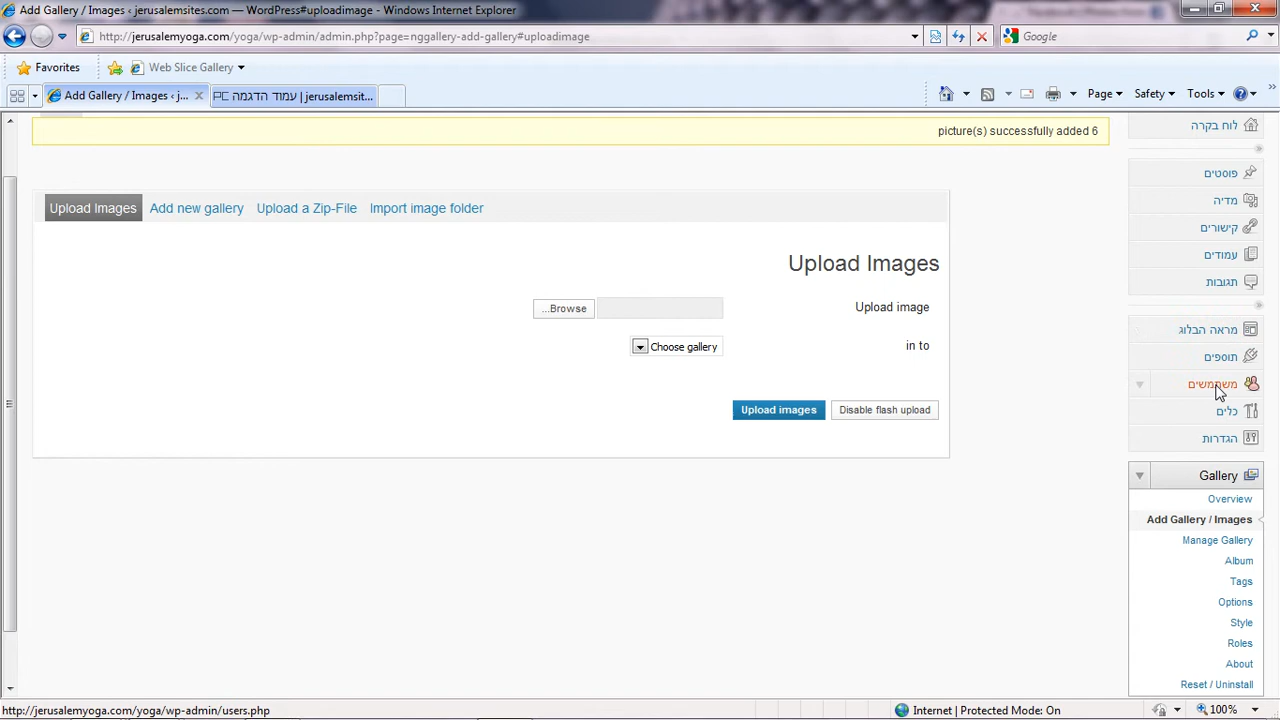 Add Gallery / Images ‹ jerusalemsites.com — WordPress#uploadimage - Windows Internet Explorer
http://jerusalemyoga.com/yoga/wp-admin/admin.php?page=nggallery-add-gallery#uploadimage
Google
Favorites
Web Slice Gallery
Add Gallery / Images ‹ j...
עמוד הדגמה | jerusalemsit...
Page
Safety
Tools
picture(s) successfully added 6
Upload Images
Add new gallery
Upload a Zip-File
Import image folder
Upload Images
Upload image
...Browse
in to
Choose gallery
Upload images
Disable flash upload
לוח בקרה
פוסטים
מדיה
קישורים
עמודים
תגובות
מראה הבלוג
תוספים
משתמשים
כלים
הגדרות
Gallery
Overview
Add Gallery / Images
Manage Gallery
Album
Tags
Options
Style
Roles
About
Reset / Uninstall
http://jerusalemyoga.com/yoga/wp-admin/users.php
Internet | Protected Mode: On
100%